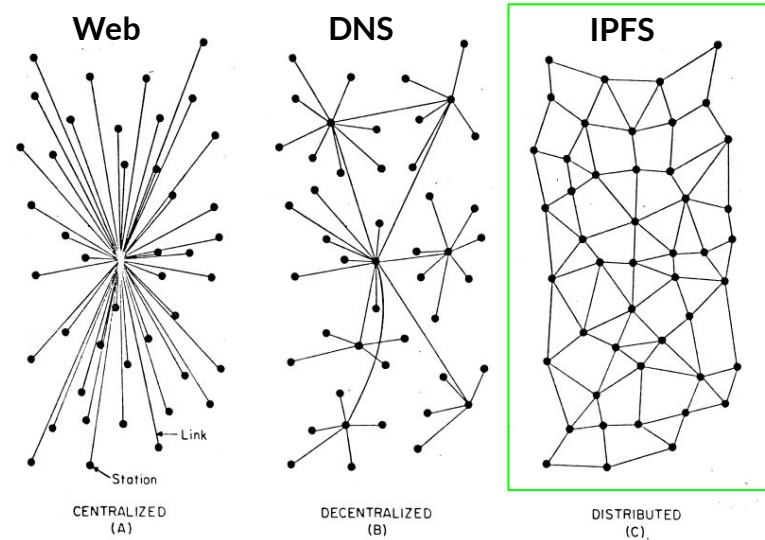 Web
DNS
IPFS
Link
Station
CENTRALIZED
(A)
DECENTRALIZED
(B)
DISTRIBUTED
(C).